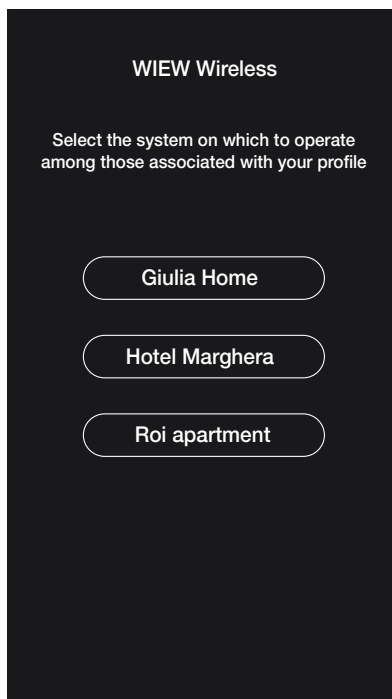 WIEW Wireless
Select the system on which to operate
among those associated with your profile
Giulia Home
Hotel Marghera
Roi apartment